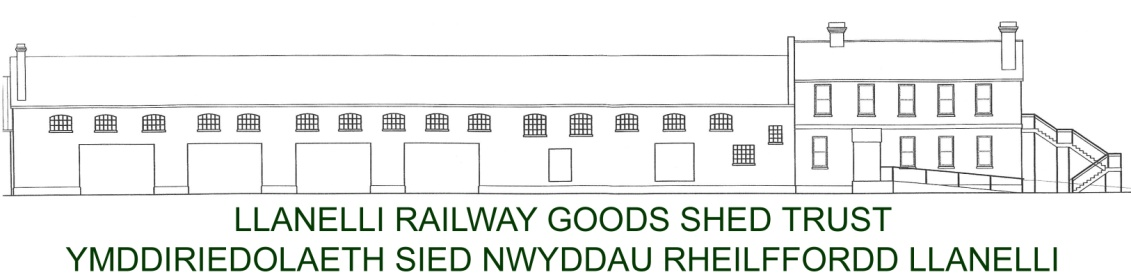 LLANELLI RAILWAY GOODS SHED TRUST
YMDDIRIEDOLAETH SIED NWYDDAU RHEILFFORDD LLANELLI